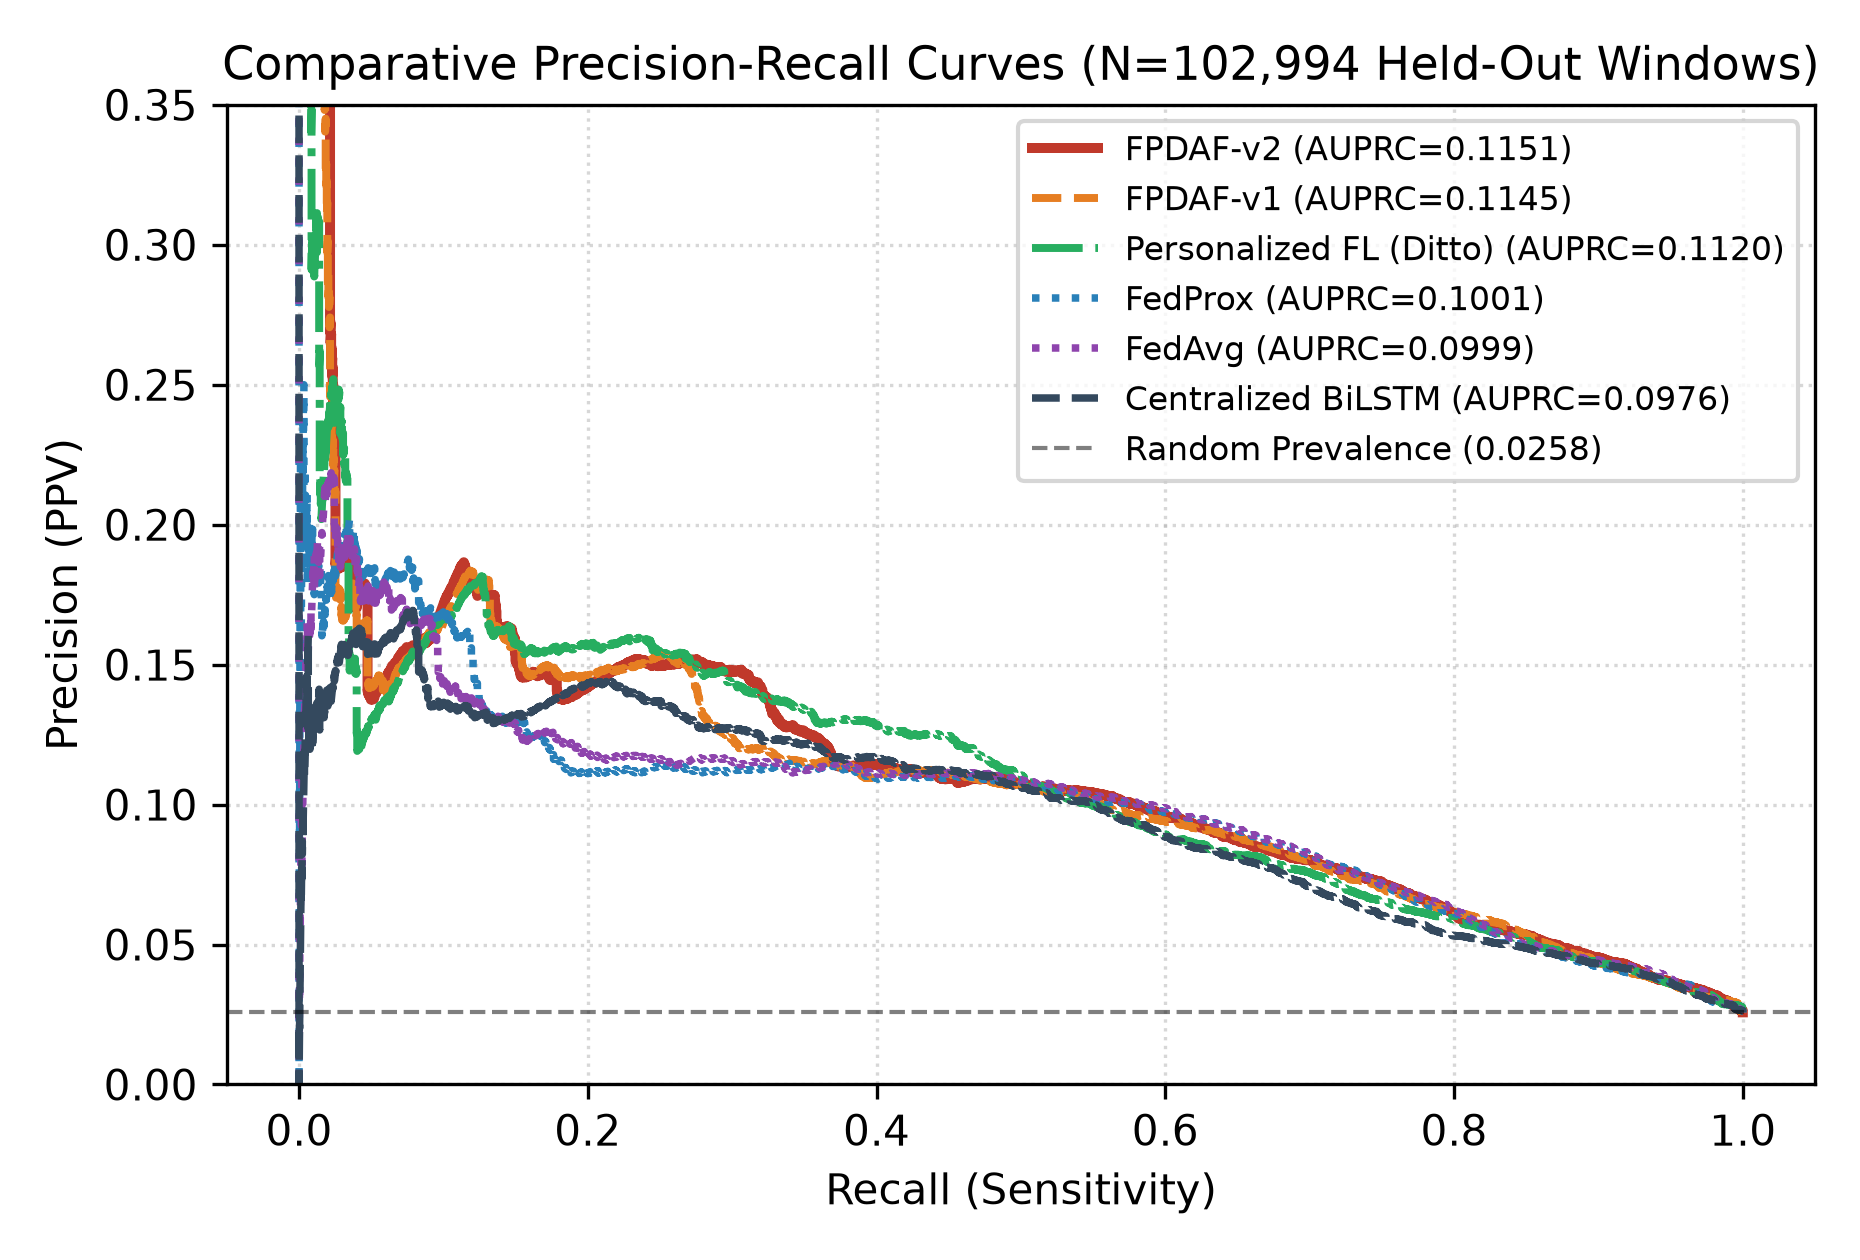 Comparative Precision-Recall Curves (N=102,994 Held-Out Windows)
FPDAF-v2 (AUPRC=0.1151)
FPDAF-v1 (AUPRC=0.1145)
Personalized FL (Ditto) (AUPRC=0.1120)
FedProx (AUPRC=0.1001)
FedAvg (AUPRC=0.0999)
Centralized BiLSTM (AUPRC=0.0976)
Random Prevalence (0.0258)
Precision (PPV)
0.35
0.30
0.25
0.20
0.15
0.10
0.05
0.00
0.0 0.2 0.4 0.6 0.8 1.0
Recall (Sensitivity)